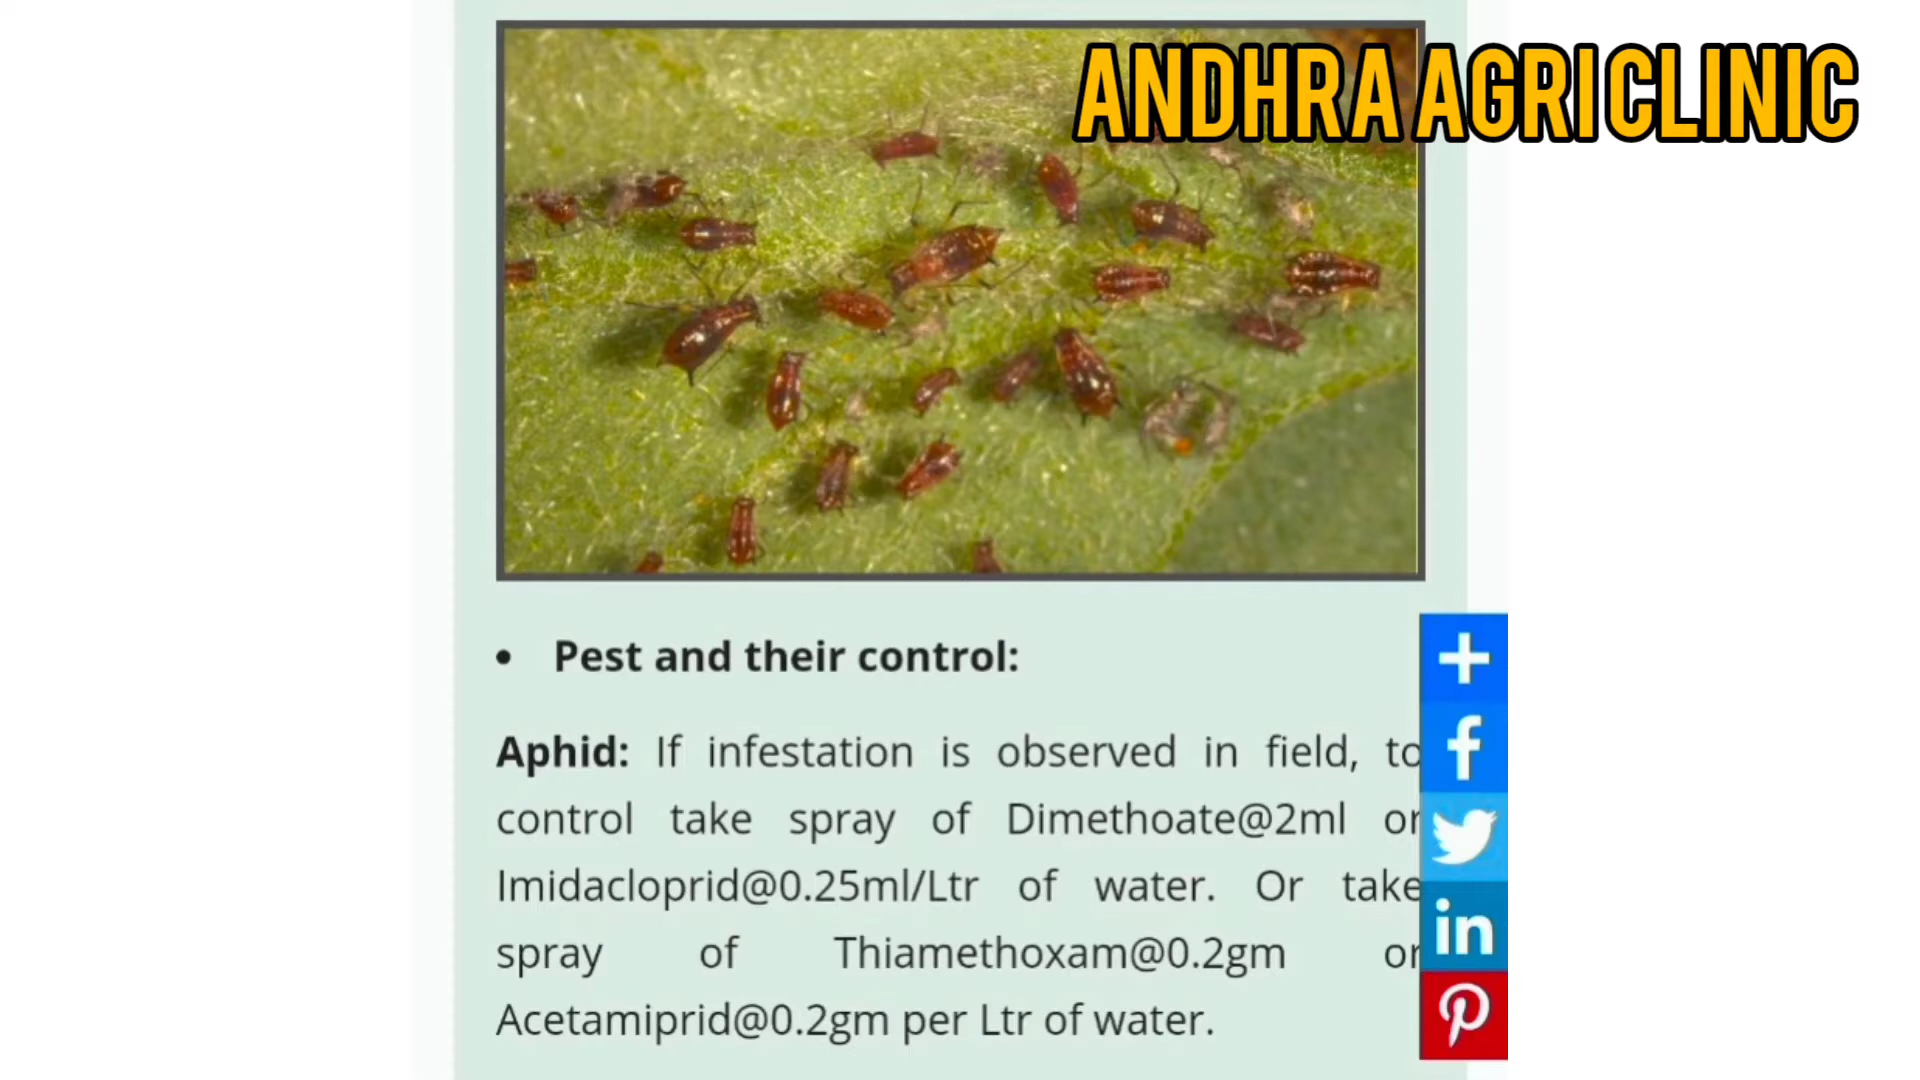 ANDHRA AGRI CLINIC
• Pest and their control:
Aphid: If infestation is observed in field, to
control take spray of Dimethoate@2ml or
Imidacloprid@0.25ml/Ltr of water. Or take
spray of Thiamethoxam@0.2gm or
Acetamiprid@0.2gm per Ltr of water.